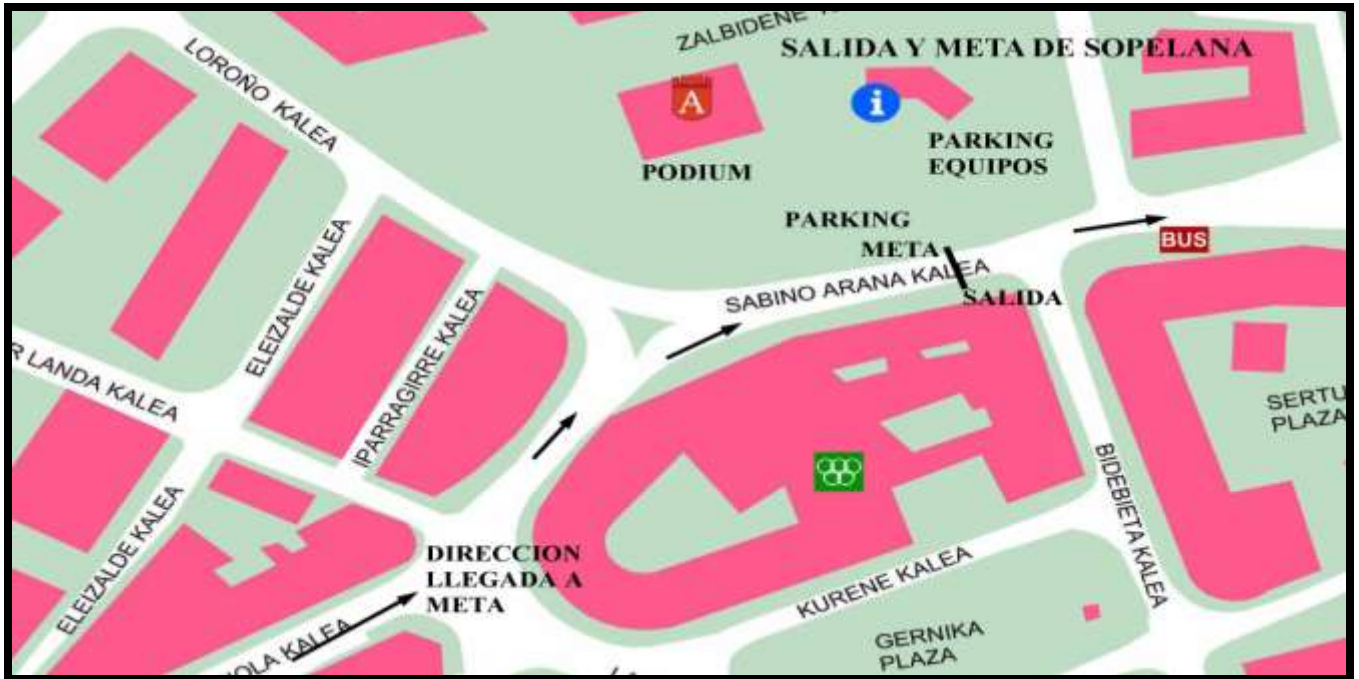 ZALBIDENE
SALIDA Y META DE SOPELANA
LOROÑO KALEA
A
i
PARKING
EQUIPOS
PODIUM
PARKING
META
BUS
SABINO ARANA KALEA
SALIDA
ELEIZALDE KALEA
IPARRAGIRRE KALEA
LANDA KALEA
SERTU
PLAZA
BIDEBIETA KALEA
ELEIZALDE KALEA
DIRECCION
LLEGADA A
META
KURENE KALEA
GERNIKA
PLAZA
KALEA